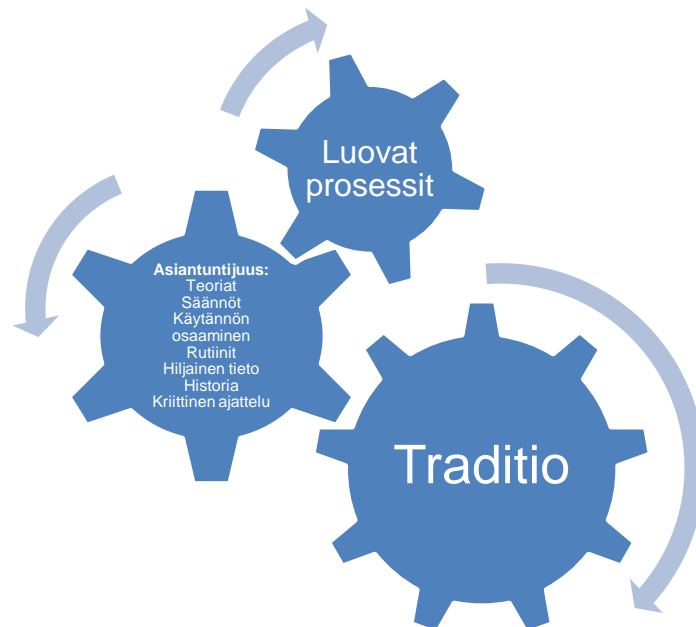 Luovat
prosessit
Asiantuntijuus:
Teoriat
Säännöt
Käytännön
osaaminen
Rutiinit
Hiljainen tieto
Historia
Kriittinen ajattelu
Traditio